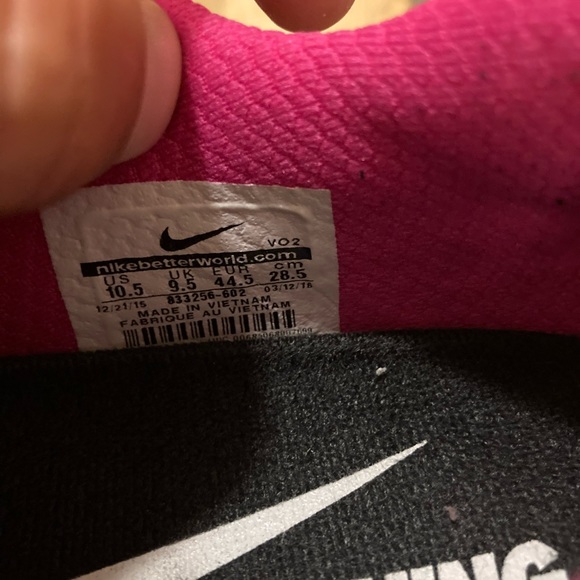 VO2
nikebetterworld.com
US UK EUR cm
10.5 9.5 44.5 28.5
12/21/15 833256-602 03/12/16
MADE IN VIETNAM
FABRIQUE AU VIETNAM
NING